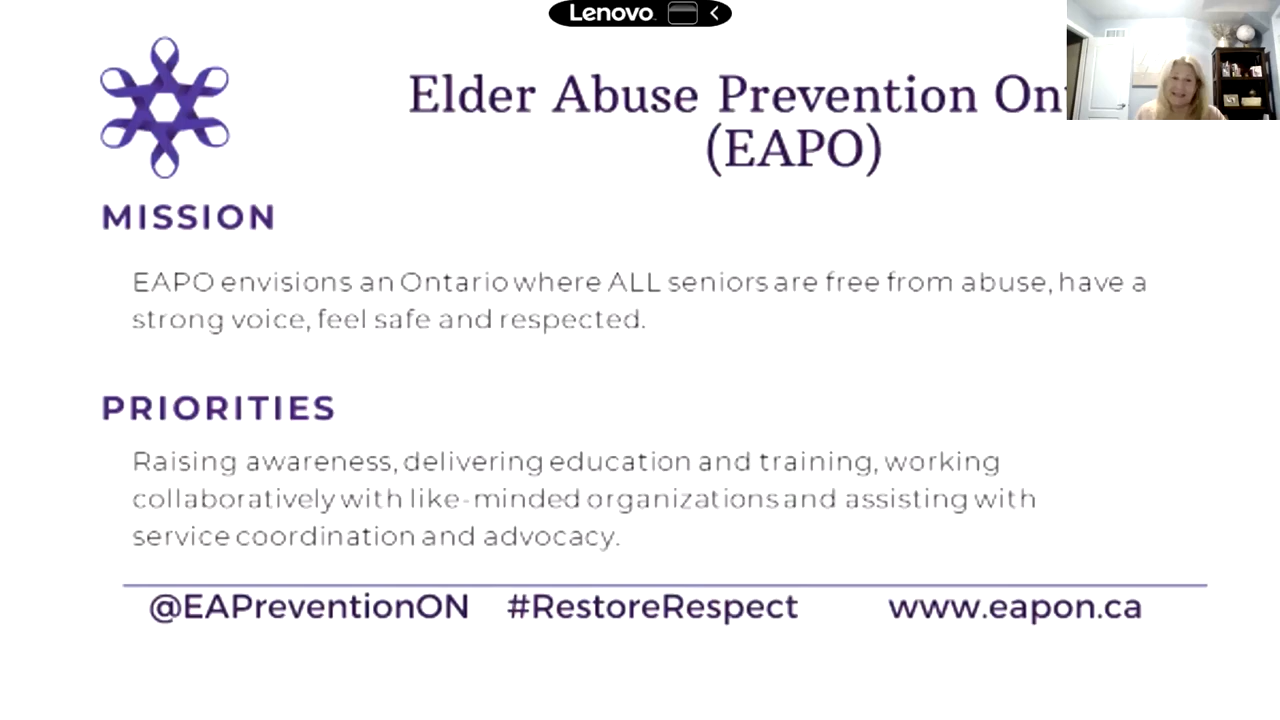 Lenovo
Elder Abuse Prevention On
(EAPO)
MISSION
EAPO envisions an Ontario where ALL seniors are free from abuse, have a
strong voice, feel safe and respected.
PRIORITIES
Raising awareness, delivering education and training, working
collaboratively with like-minded organizations and assisting with
service coordination and advocacy.
@EAPreventionON #RestoreRespect www.eapon.ca